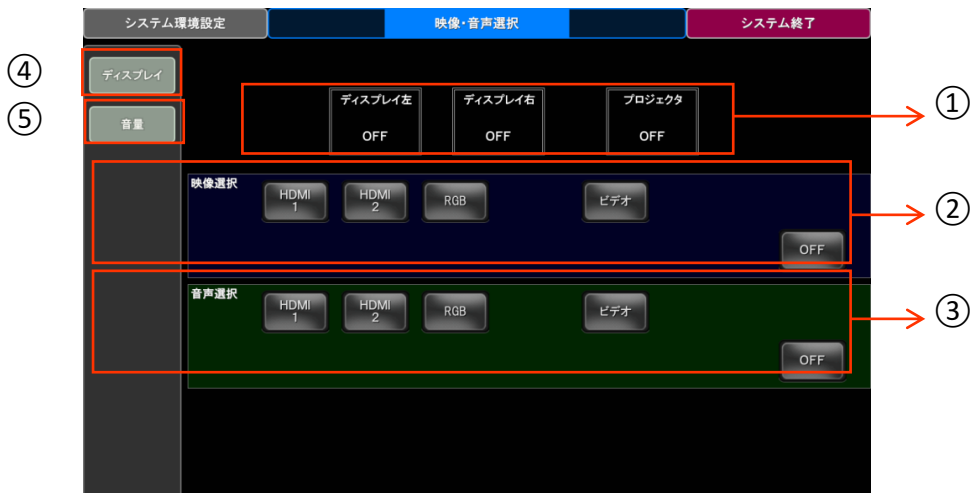 システム環境設定
映像・音声選択
システム終了
④
ディスプレイ
⑤
音量
ディスプレイ左
OFF
ディスプレイ右
OFF
プロジェクタ
OFF
①
映像選択
HDMI
1
HDMI
2
RGB
ビデオ
OFF
②
音声選択
HDMI
1
HDMI
2
RGB
ビデオ
OFF
③